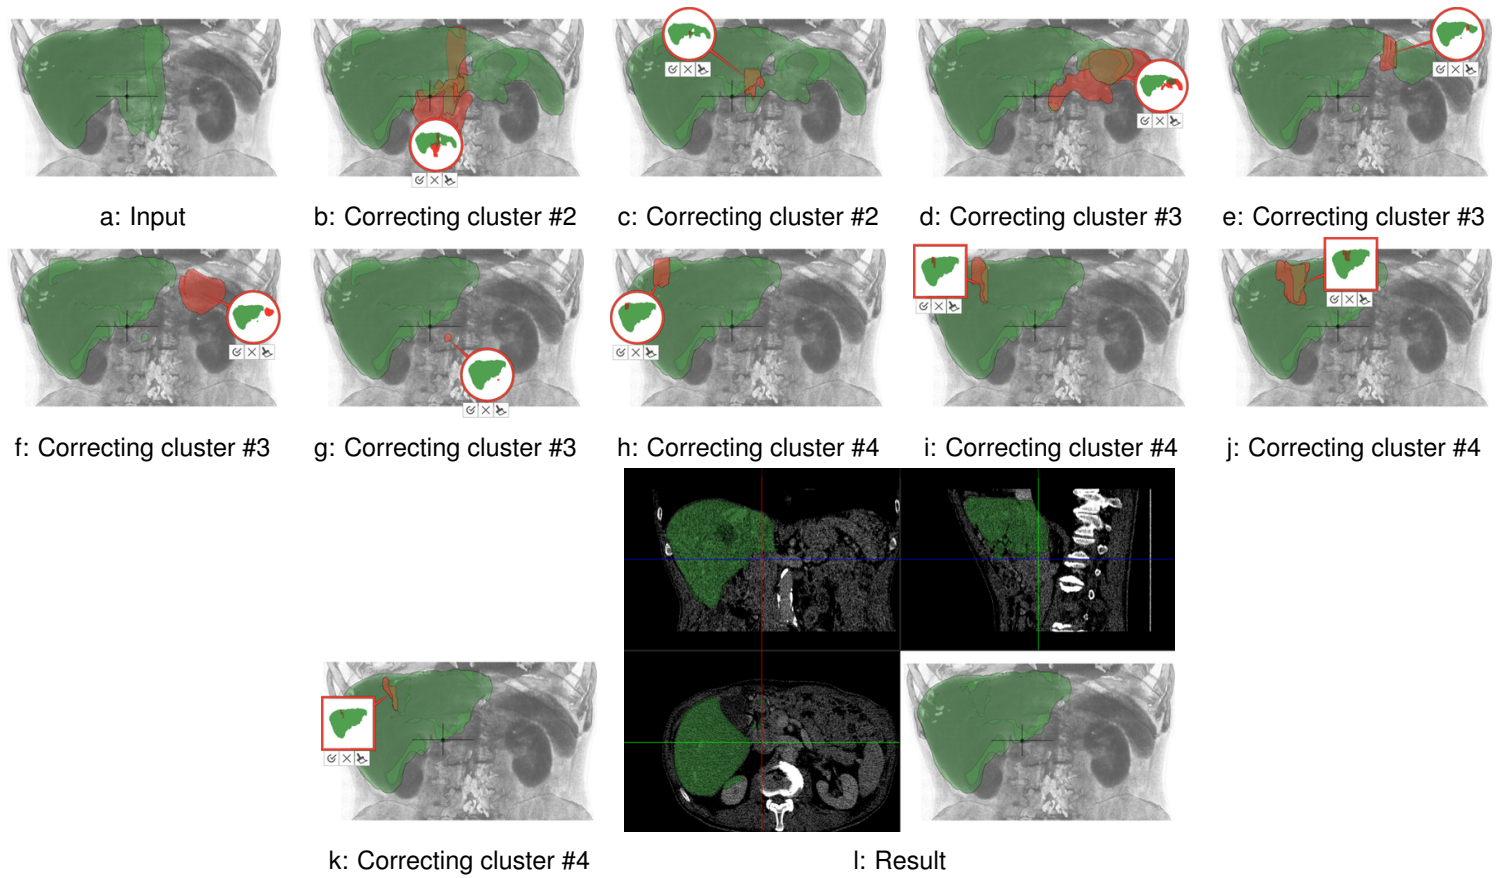 a: Input
b: Correcting cluster #2
c: Correcting cluster #2
d: Correcting cluster #3
e: Correcting cluster #3
f: Correcting cluster #3
g: Correcting cluster #3
h: Correcting cluster #4
i: Correcting cluster #4
j: Correcting cluster #4
k: Correcting cluster #4
l: Result